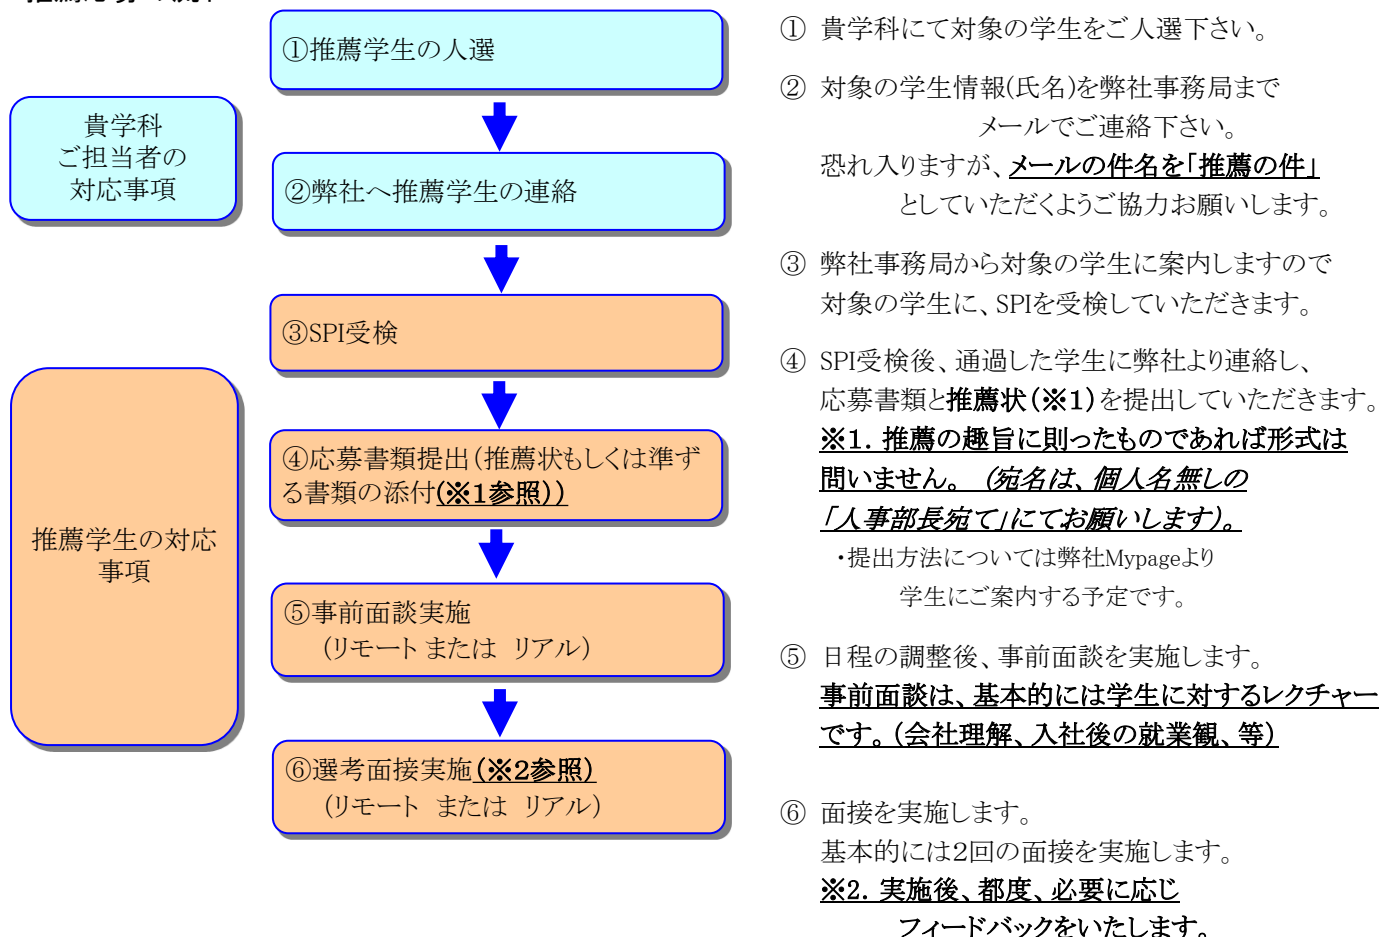 ①推薦学生の人選
貴学科
ご担当者の
対応事項
②弊社へ推薦学生の連絡
③SPI受検
④応募書類提出（推薦状もしくは準ず
る書類の添付(※1参照））
推薦学生の対応
事項
⑤事前面談実施
（リモート または リアル）
⑥選考面接実施(※2参照）
（リモート または リアル）
① 貴学科にて対象の学生をご人選下さい。
② 対象の学生情報(氏名)を弊社事務局まで
メールでご連絡下さい。
恐れ入りますが、メールの件名を「推薦の件」
としていただくようご協力お願いします。
③ 弊社事務局から対象の学生に案内しますので
対象の学生に、SPIを受検していただきます。
④ SPI受検後、通過した学生に弊社より連絡し、
応募書類と推薦状（※1）を提出していただきます。
※1．推薦の趣旨に則ったものであれば形式は
問いません。（宛名は、個人名無しの
「人事部長宛て」にてお願いします）。
・提出方法については弊社Mypageより
学生にご案内する予定です。
⑤ 日程の調整後、事前面談を実施します。
事前面談は、基本的には学生に対するレクチャー
です。（会社理解、入社後の就業観、等）
⑥ 面接を実施します。
基本的には2回の面接を実施します。
※2．実施後、都度、必要に応じ
フィードバックをいたします。